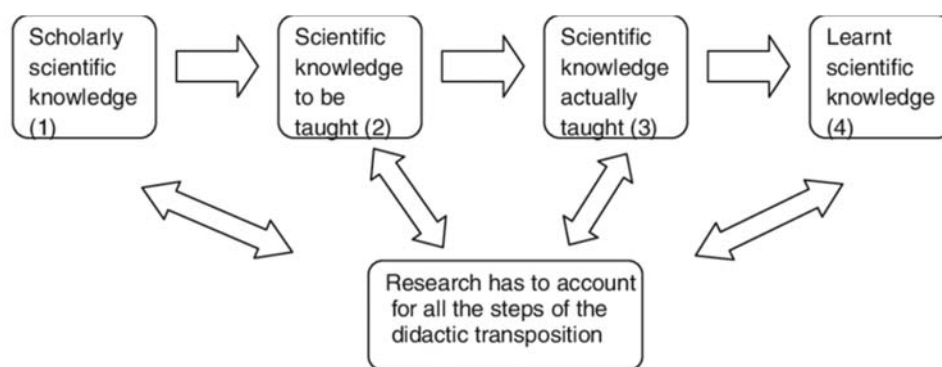 Scholarly
scientific
knowledge
(1)
Scientific
knowledge
to be
taught (2)
Scientific
knowledge
actually
taught (3)
Learnt
scientific
knowledge
(4)
Research has to account
for all the steps of the
didactic transposition